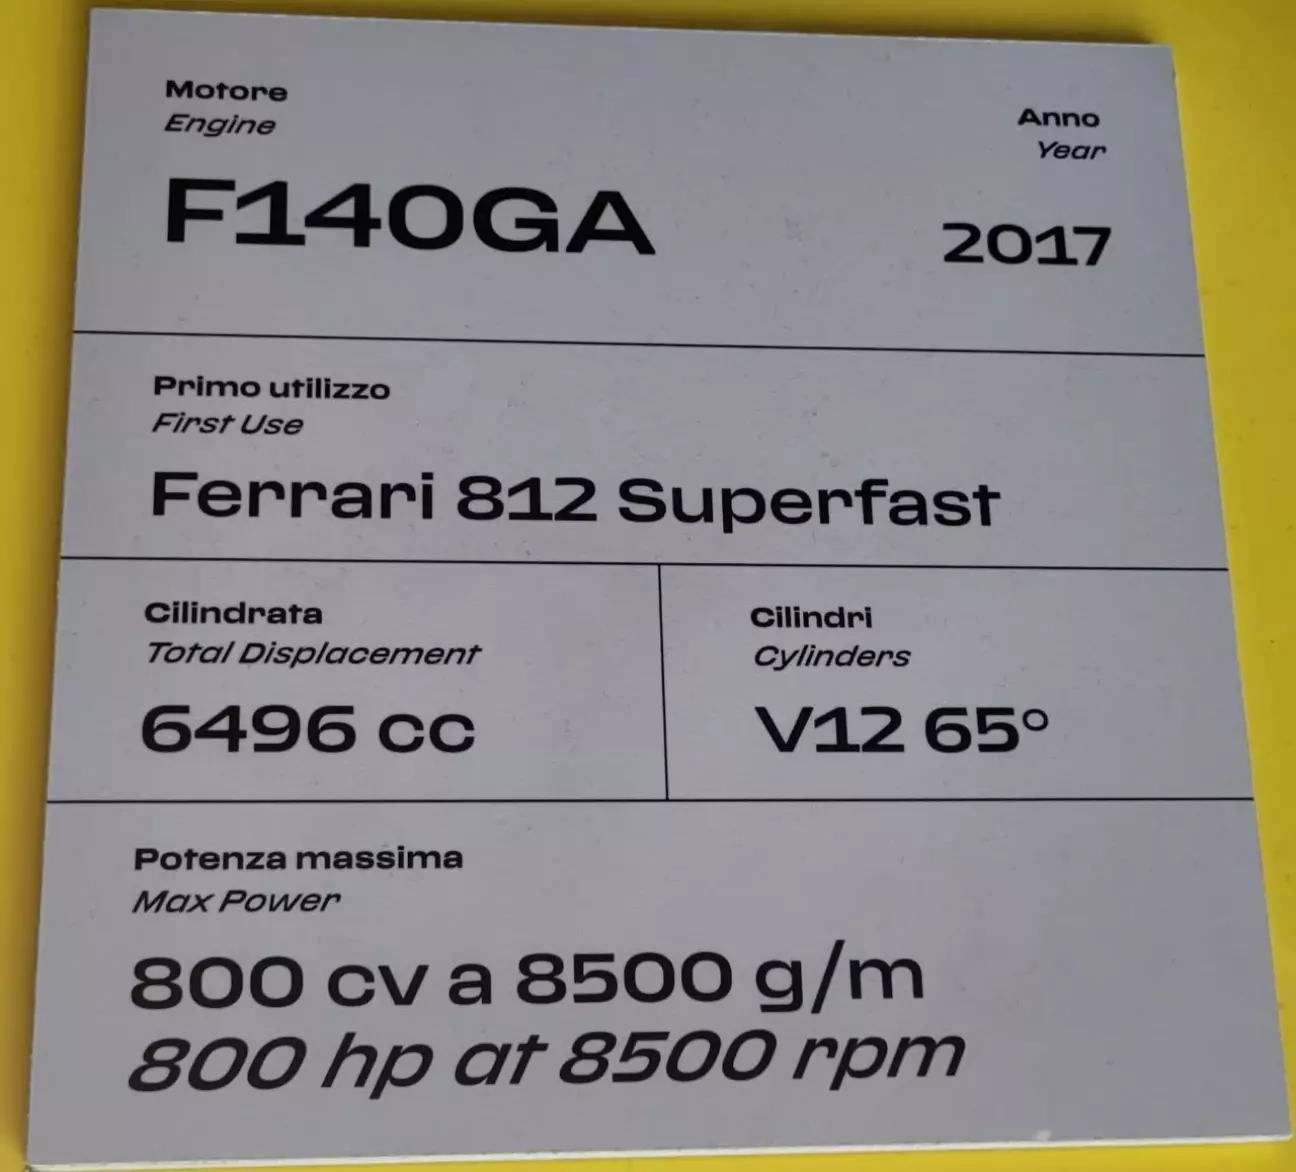 Motore
Engine
F140GA
Anno
Year
2017
Primo utilizzo
First Use
Ferrari 812 Superfast
Cilindrata
Total Displacement
6496 cc
Cilindri
Cylinders
V12 65°
Potenza massima
Max Power
800 cv a 8500 g/m
800 hp at 8500 rpm